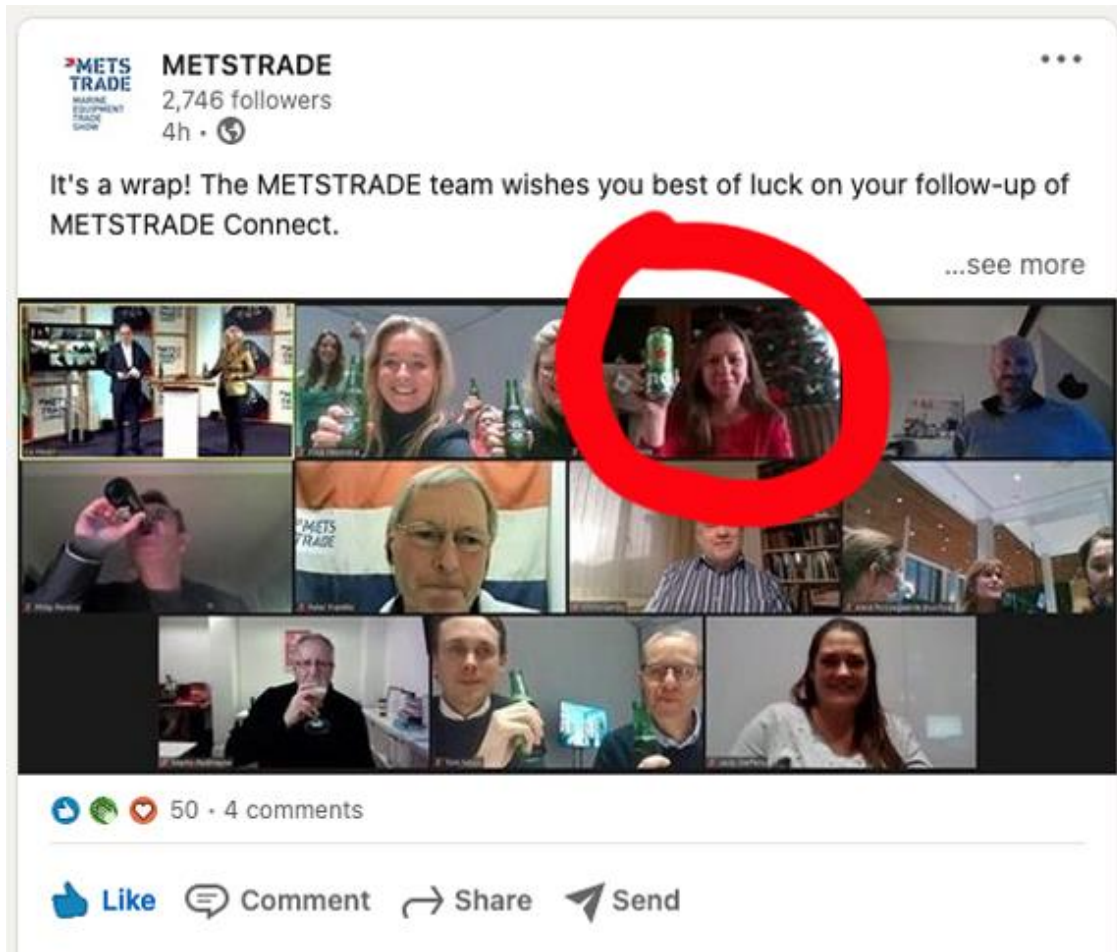 METS
TRADE
MARINE
EQUIPMENT
TRADE
SHOW
METSTRADE
2,746 followers
4h •
It's a wrap! The METSTRADE team wishes you best of luck on your follow-up of
METSTRADE Connect.
...see more
METS
TRADE
Peter Franklin
50 · 4 comments
Like
Comment
Share
Send